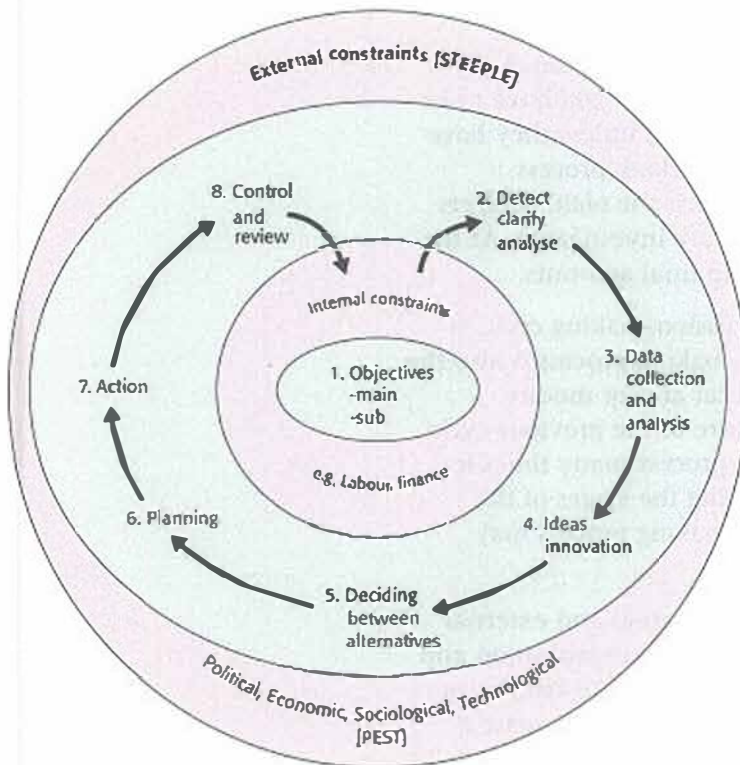 External constraints [STEEPLE]
8. Control
and
review
2. Detect
clarify
analyse
Internal constraints
1. Objectives
-main
-sub
3. Data
collection
and
analysis
7. Action
e.g. Labour, finance
6. Planning
4. Ideas
innovation
5. Deciding
between
alternatives
Political, Economic, Sociological, Technological
[PEST]